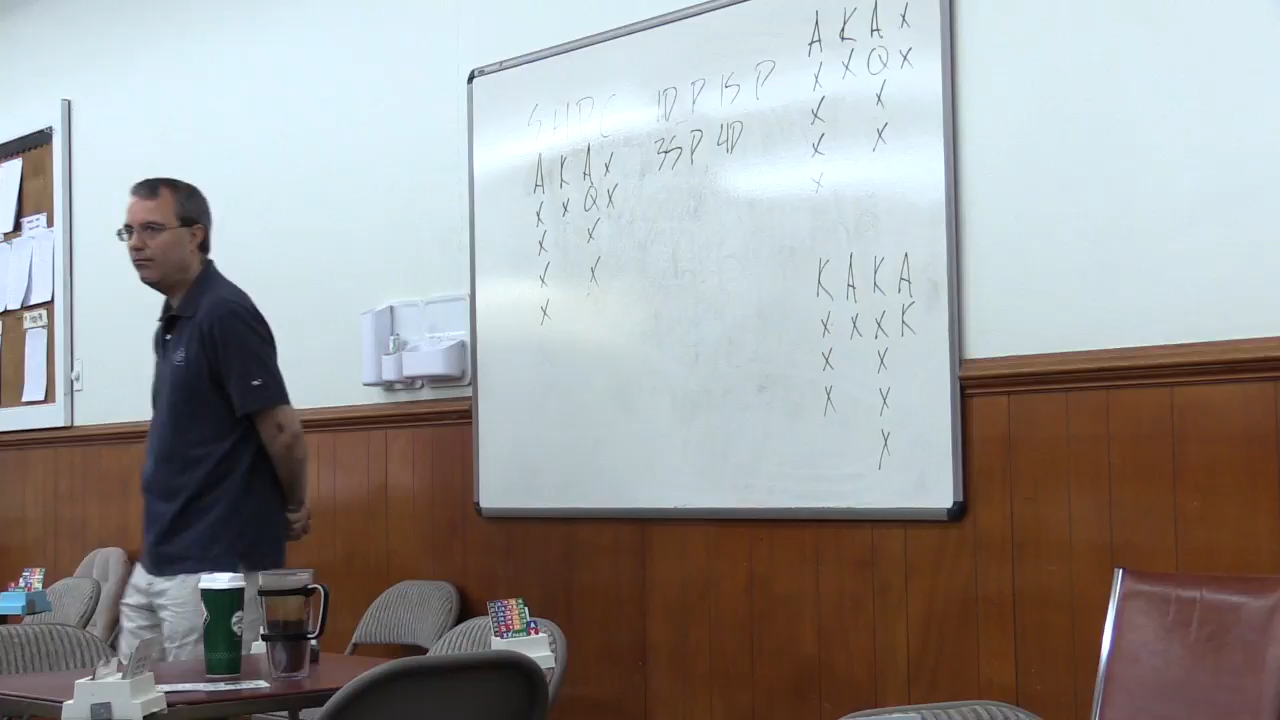 S H D C
A K A X
X X Q X
X X
X X
X
1D P 1S P
3S P 4D
A K A X
X X Q X
X X
X X
X
K A K A
X X X K
X X
X X
X